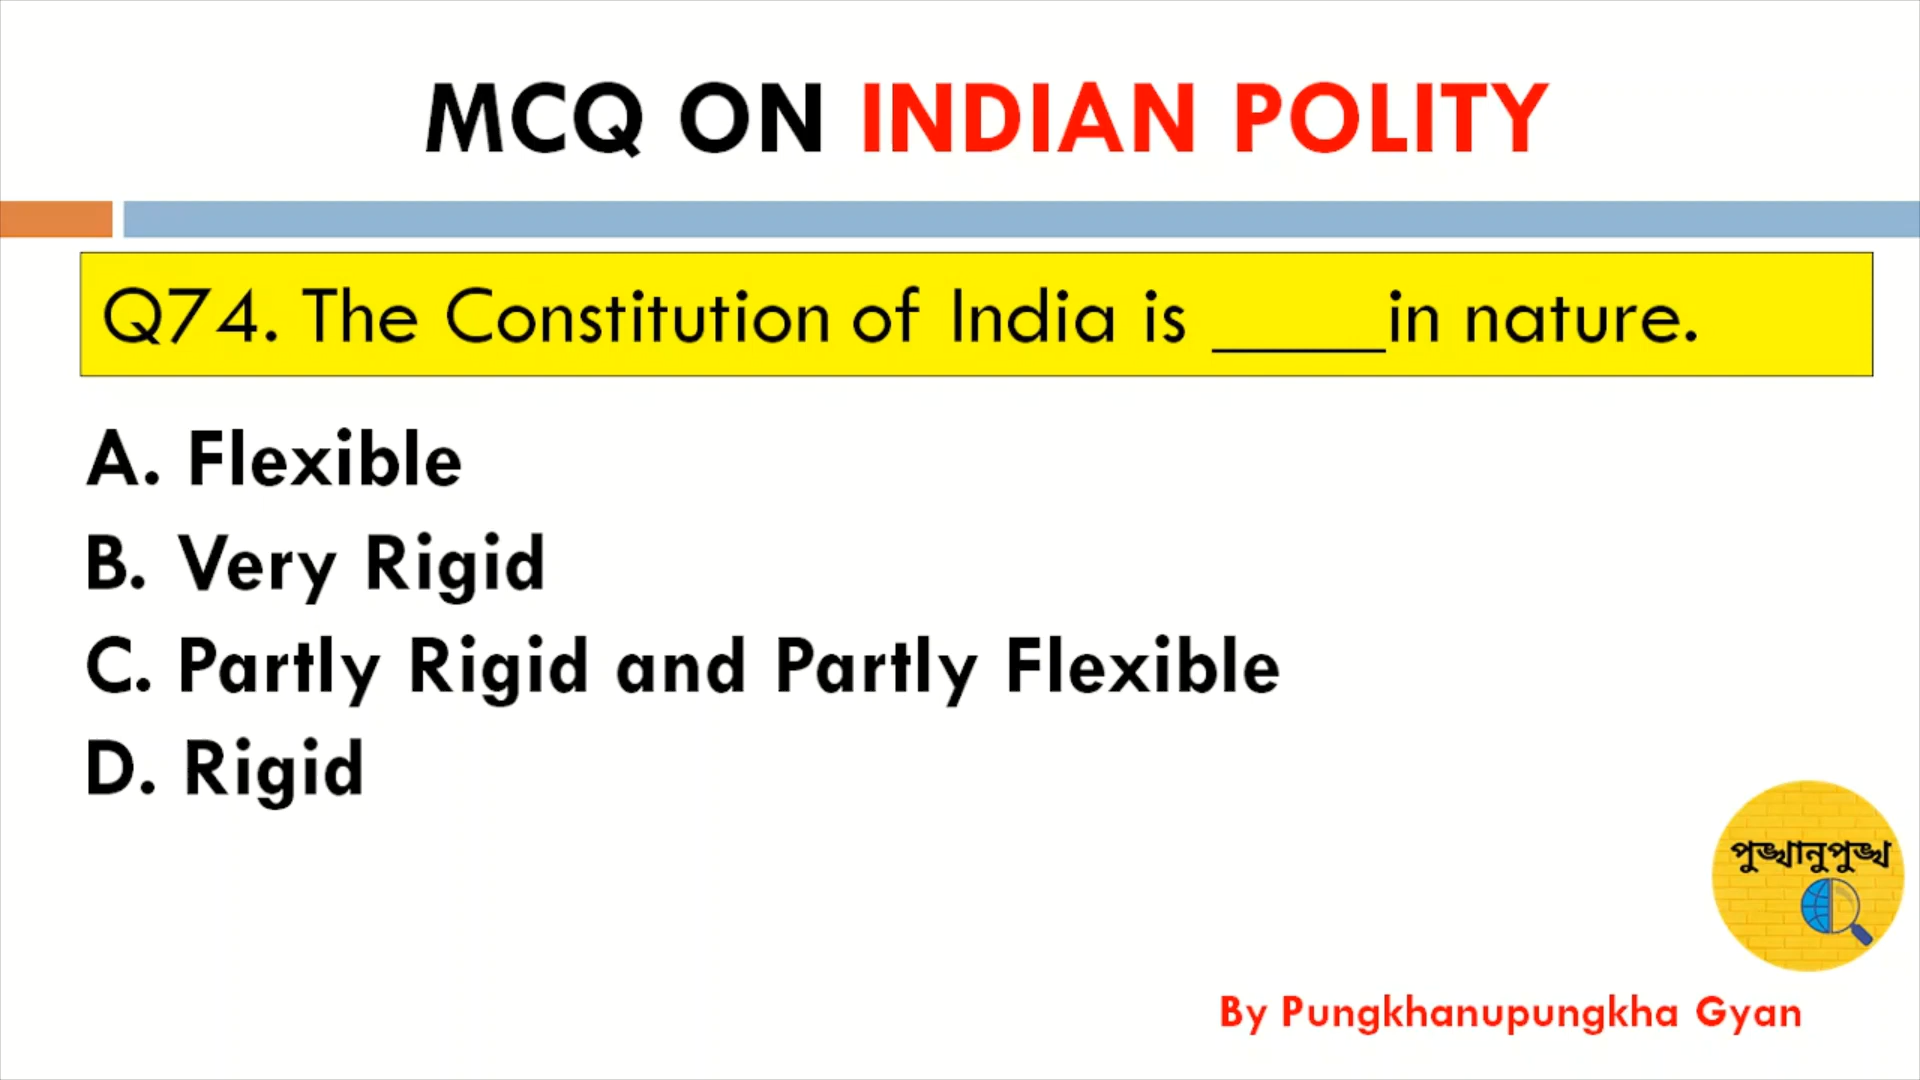 MCQ ON INDIAN POLITY
Q74. The Constitution of India is _____in nature.
A. Flexible
B. Very Rigid
C. Partly Rigid and Partly Flexible
D. Rigid
পুঙ্খানুপুঙ্খ
By Pungkhanupungkha Gyan